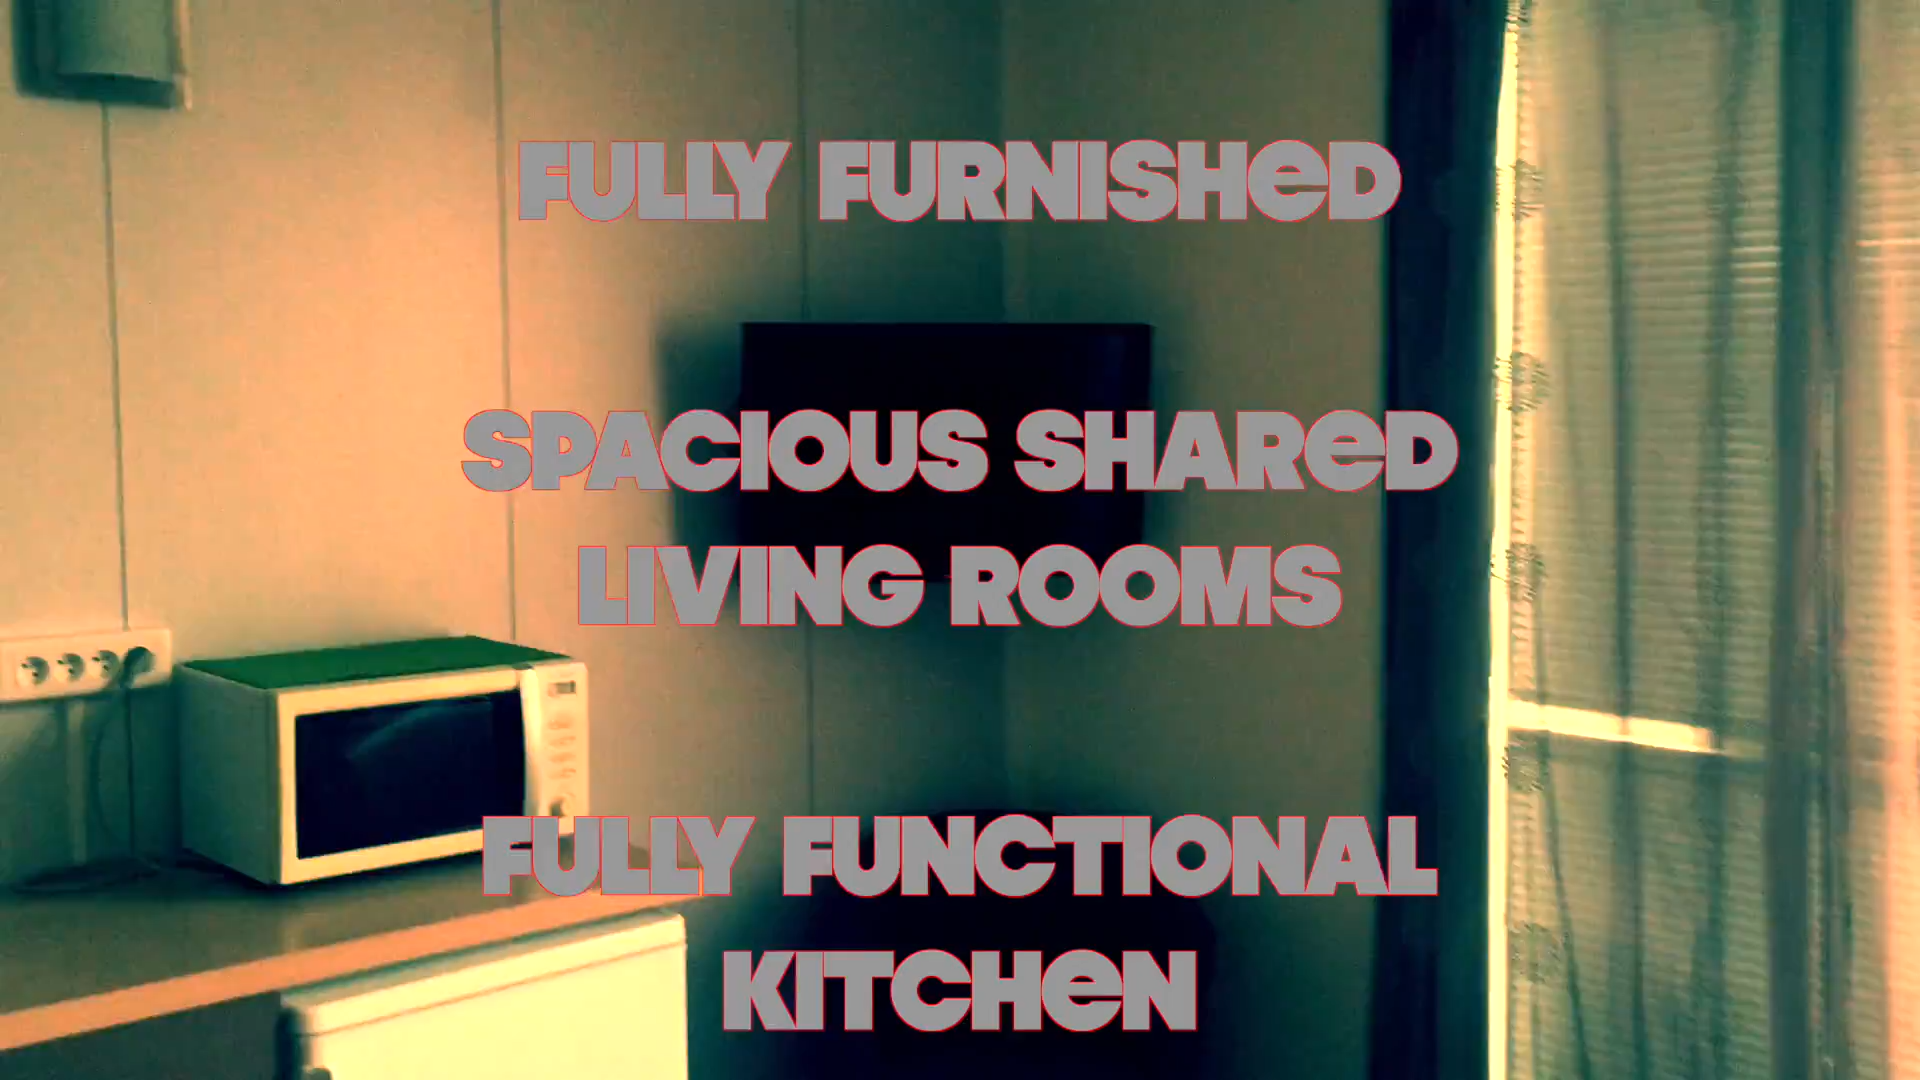 FULLY FURNISHeD
SPACIOUS SHAReD
LIVING ROOMS
FULLY FUNCTIONAL
KITCHeN